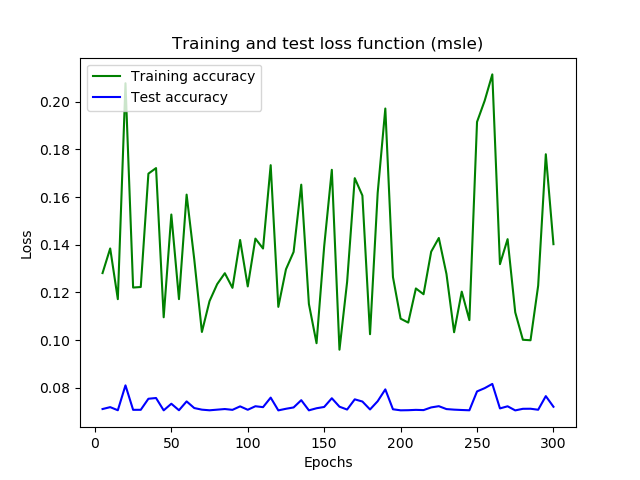 Training and test loss function (msle)
Training accuracy
Test accuracy
0.20
0.18
0.16
0.14
0.12
0.10
0.08
Loss
0 50 100 150 200 250 300
Epochs